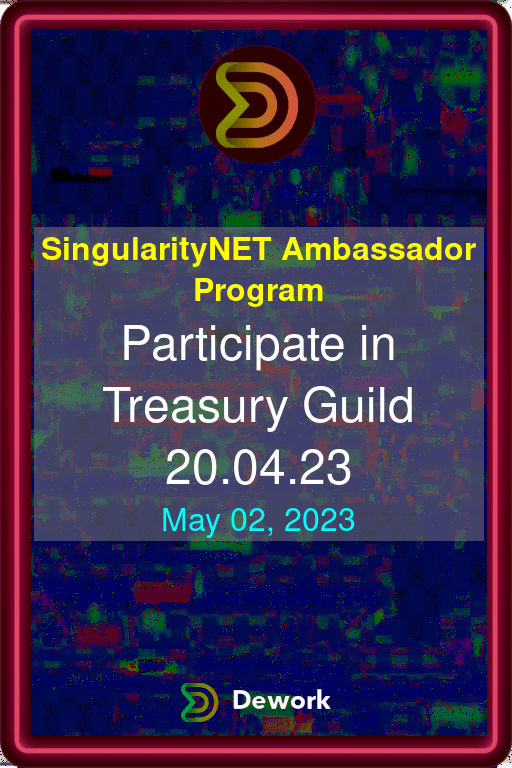 SingularityNET Ambassador
Program
Participate in
Treasury Guild
20.04.23
May 02, 2023
Dework